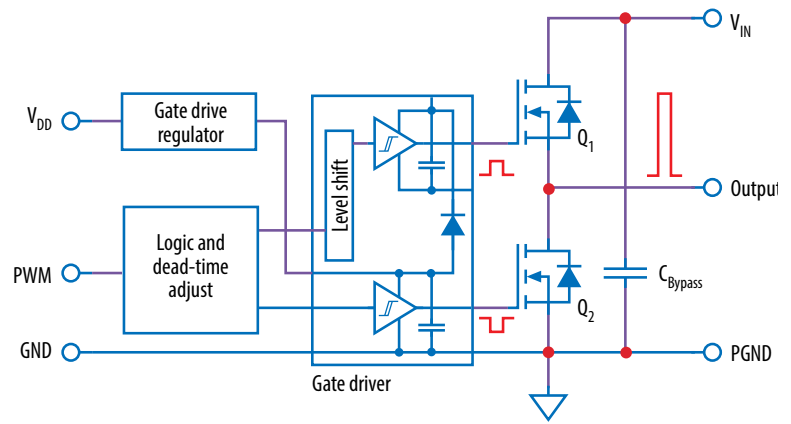 V_IN
V_DD
Gate drive
regulator
Level shift
Q_1
Output
Logic and
dead-time
adjust
PWM
C_Bypass
Q_2
GND
PGND
Gate driver